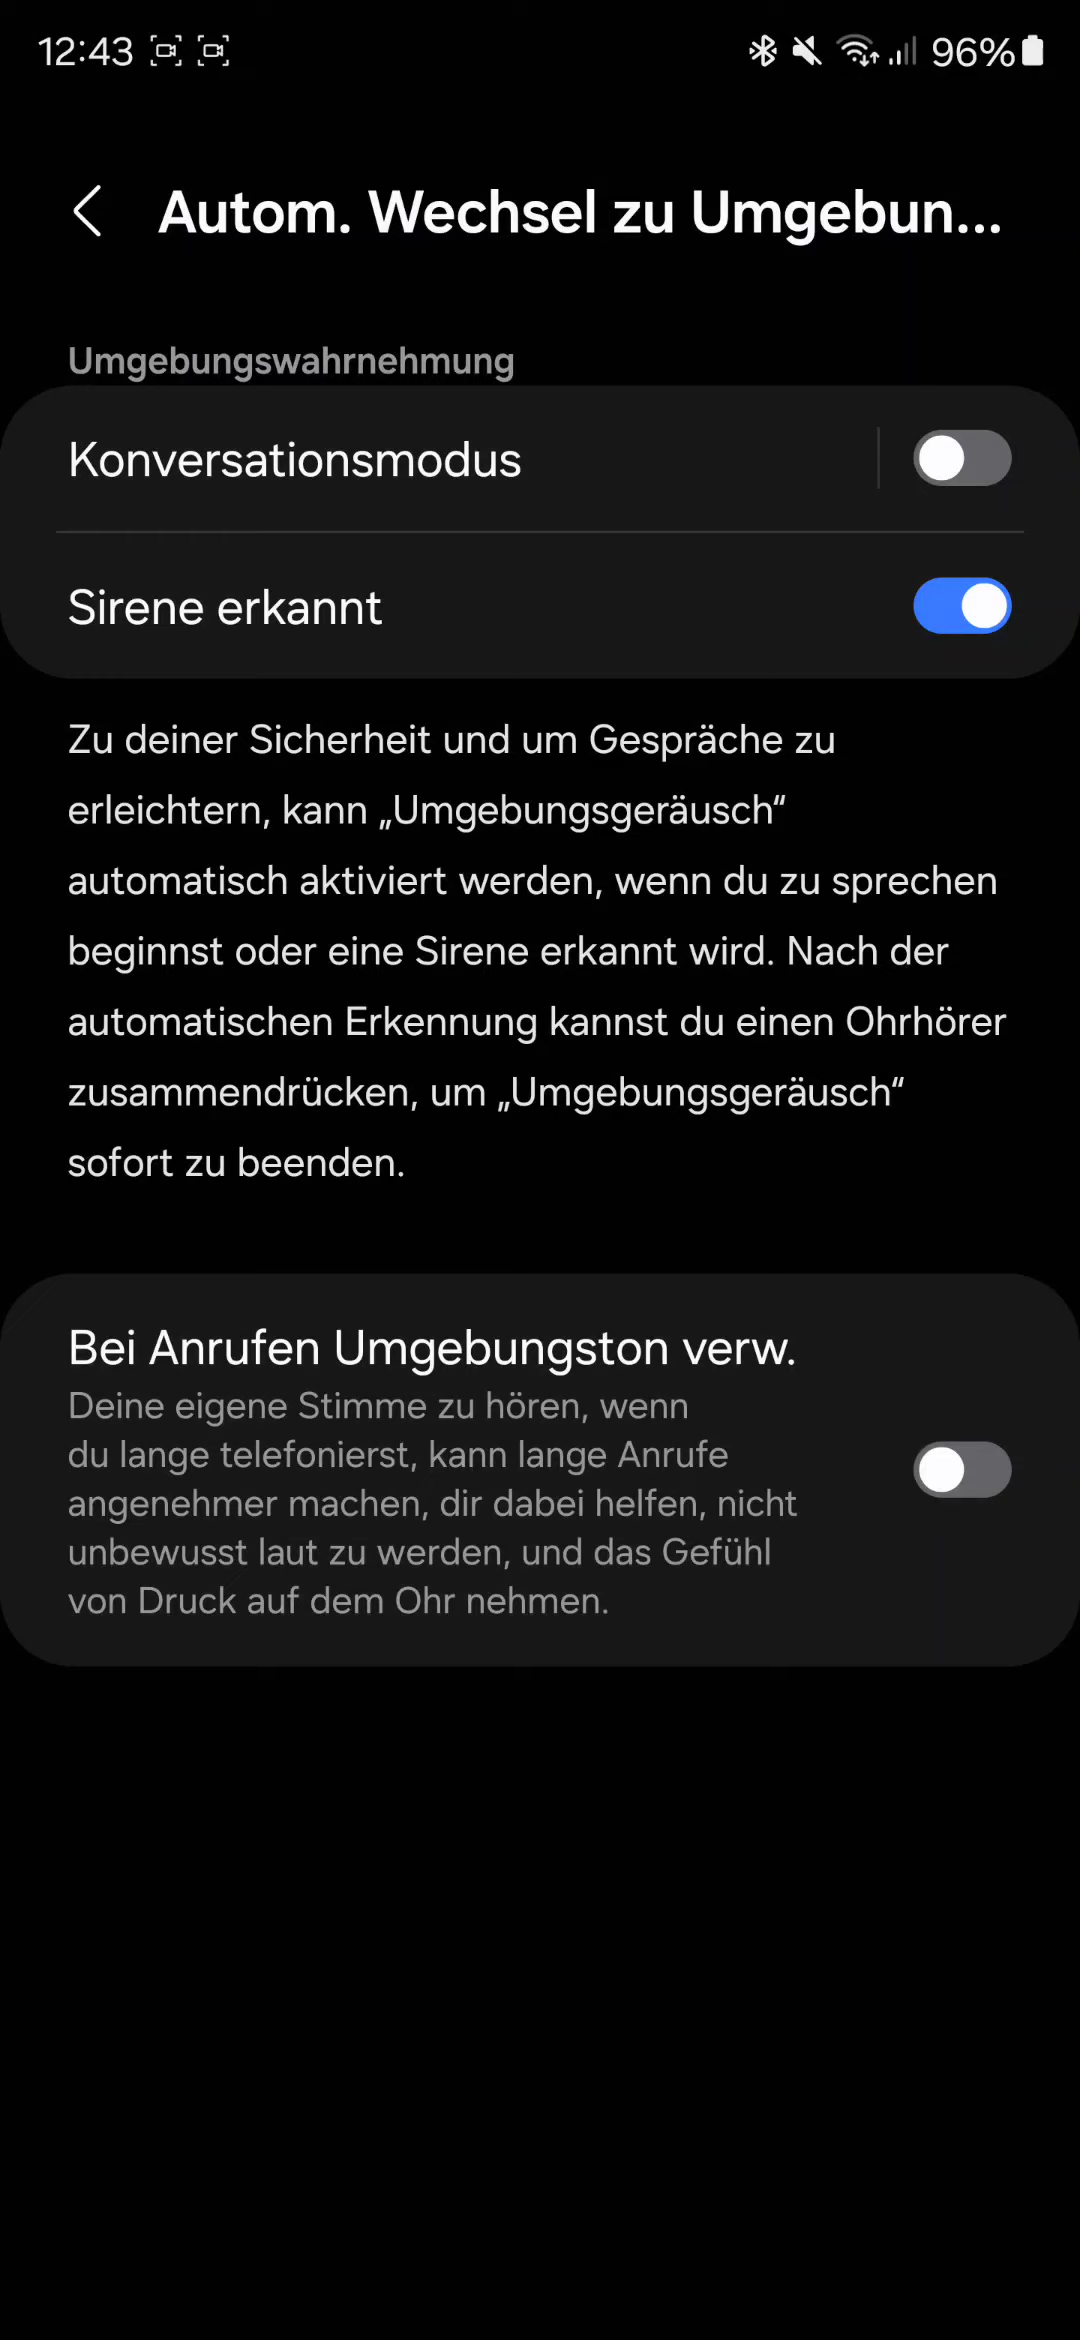 12:43
96%
Autom. Wechsel zu Umgebun...
Umgebungswahrnehmung
Konversationsmodus
Sirene erkannt
Zu deiner Sicherheit und um Gespräche zu
erleichtern, kann „Umgebungsgeräusch“
automatisch aktiviert werden, wenn du zu sprechen
beginnst oder eine Sirene erkannt wird. Nach der
automatischen Erkennung kannst du einen Ohrhörer
zusammendrücken, um „Umgebungsgeräusch“
sofort zu beenden.
Bei Anrufen Umgebungston verw.
Deine eigene Stimme zu hören, wenn
du lange telefonierst, kann lange Anrufe
angenehmer machen, dir dabei helfen, nicht
unbewusst laut zu werden, und das Gefühl
von Druck auf dem Ohr nehmen.